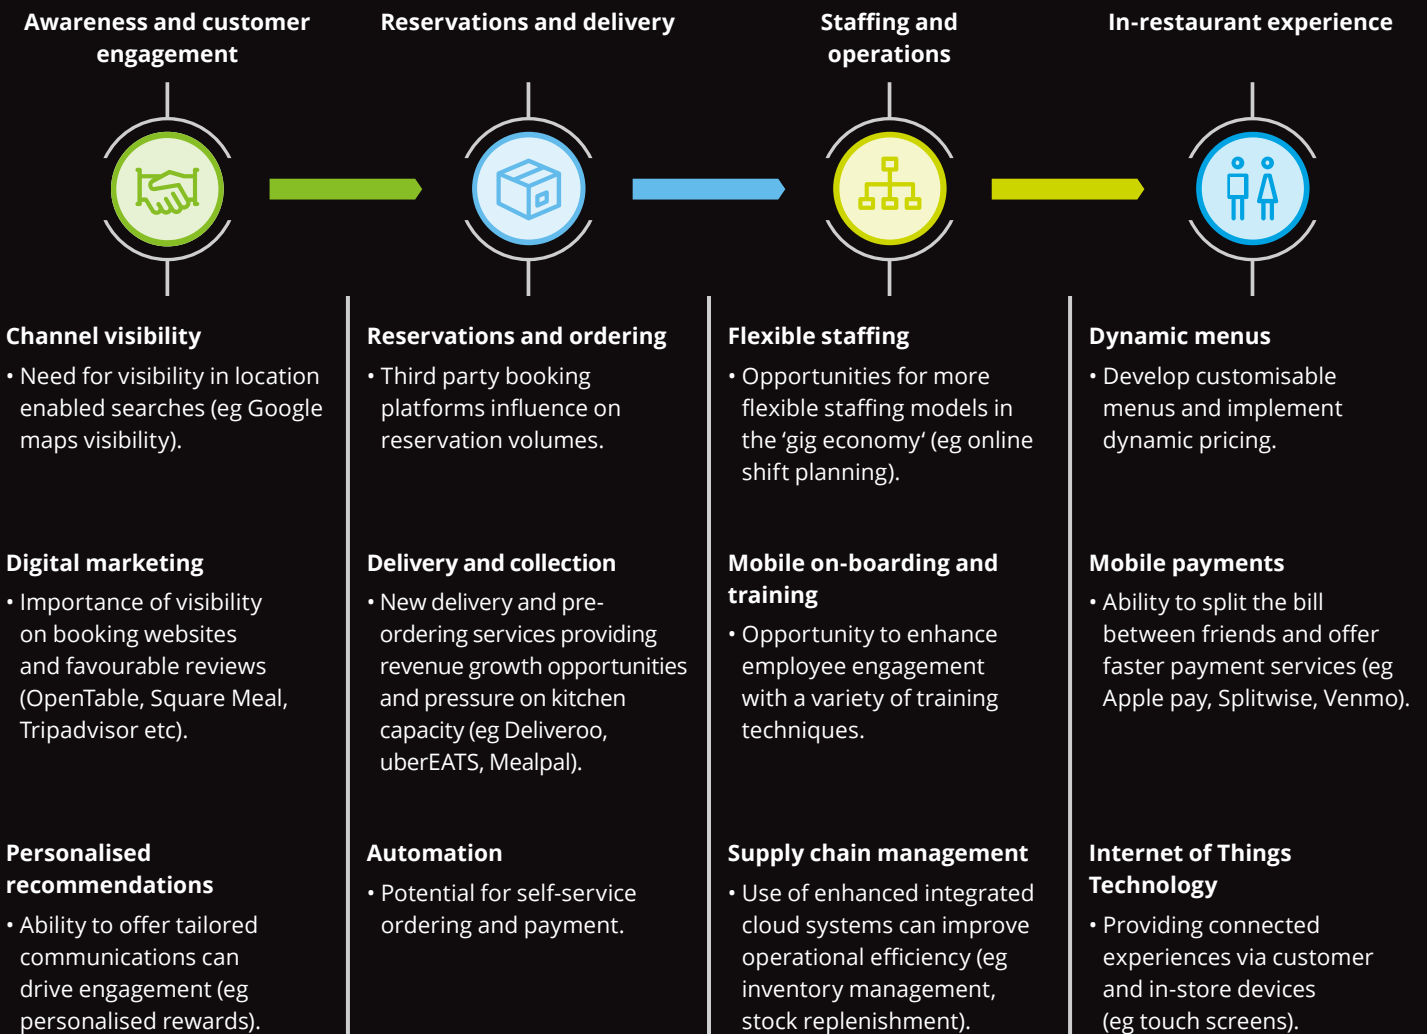 Awareness and customer
engagement
Reservations and delivery
Staffing and
operations
In-restaurant experience
Channel visibility
• Need for visibility in location
enabled searches (eg Google
maps visibility).
Digital marketing
• Importance of visibility
on booking websites
and favourable reviews
(OpenTable, Square Meal,
Tripadvisor etc).
Personalised
recommendations
• Ability to offer tailored
communications can
drive engagement (eg
personalised rewards).
Reservations and ordering
• Third party booking
platforms influence on
reservation volumes.
Delivery and collection
• New delivery and pre-
ordering services providing
revenue growth opportunities
and pressure on kitchen
capacity (eg Deliveroo,
uberEATS, Mealpal).
Automation
• Potential for self-service
ordering and payment.
Flexible staffing
• Opportunities for more
flexible staffing models in
the ‘gig economy‘ (eg online
shift planning).
Mobile on-boarding and
training
• Opportunity to enhance
employee engagement
with a variety of training
techniques.
Supply chain management
• Use of enhanced integrated
cloud systems can improve
operational efficiency (eg
inventory management,
stock replenishment).
Dynamic menus
• Develop customisable
menus and implement
dynamic pricing.
Mobile payments
• Ability to split the bill
between friends and offer
faster payment services (eg
Apple pay, Splitwise, Venmo).
Internet of Things
Technology
• Providing connected
experiences via customer
and in-store devices
(eg touch screens).